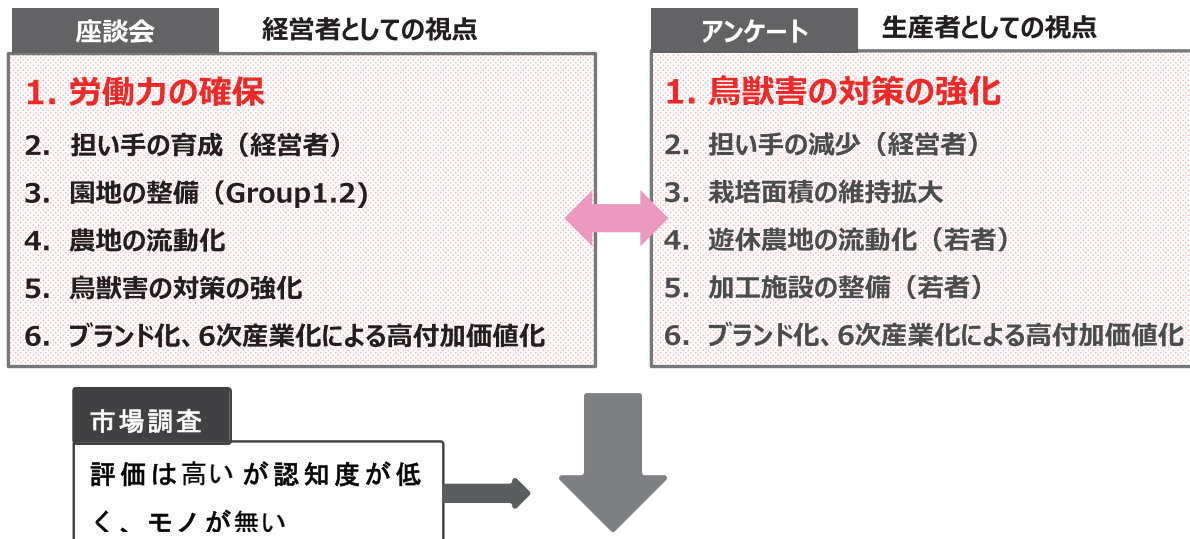 座談会
経営者としての視点
1. 労働力の確保
2. 担い手の育成（経営者）
3. 園地の整備（Group1.2)
4. 農地の流動化
5. 鳥獣害の対策の強化
6. ブランド化、6次産業化による高付加価値化
アンケート
生産者としての視点
1. 鳥獣害の対策の強化
2. 担い手の減少（経営者）
3. 栽培面積の維持拡大
4. 遊休農地の流動化（若者）
5. 加工施設の整備（若者）
6. ブランド化、6次産業化による高付加価値化
市場調査
評価は高いが認知度が低
く、モノが無い